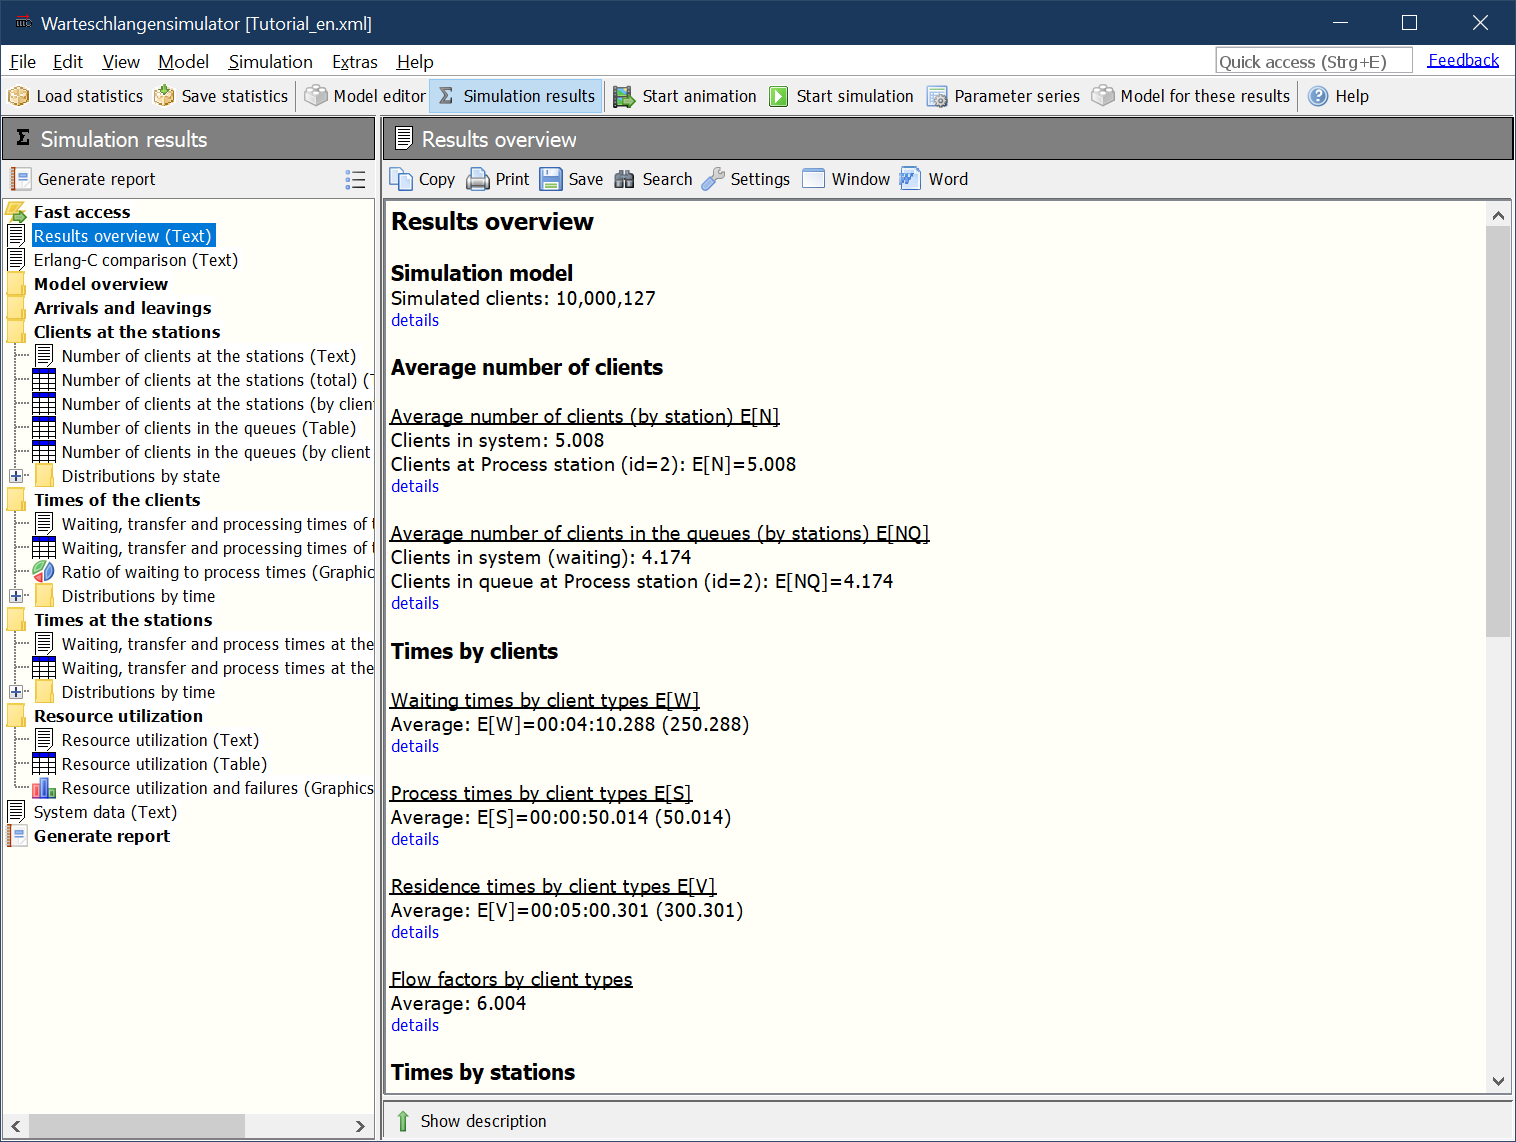 Warteschlangensimulator [Tutorial_en.xml]
File Edit View Model Simulation Extras Help Quick access (Strg+E) Feedback
Load statistics Save statistics Model editor Σ Simulation results Start animation Start simulation Parameter series Model for these results Help
Σ Simulation results
Generate report
Fast access
Results overview (Text)
Erlang-C comparison (Text)
Model overview
Arrivals and leavings
Clients at the stations
Number of clients at the stations (Text)
Number of clients at the stations (total) (
Number of clients at the stations (by clien
Number of clients in the queues (Table)
Number of clients in the queues (by client
Distributions by state
Times of the clients
Waiting, transfer and processing times of
Waiting, transfer and processing times of
Ratio of waiting to process times (Graphic
Distributions by time
Times at the stations
Waiting, transfer and process times at the
Waiting, transfer and process times at the
Distributions by time
Resource utilization
Resource utilization (Text)
Resource utilization (Table)
Resource utilization and failures (Graphics
System data (Text)
Generate report
Results overview
Copy Print Save Search Settings Window Word
Results overview
Simulation model
Simulated clients: 10,000,127
details
Average number of clients
Average number of clients (by station) E[N]
Clients in system: 5.008
Clients at Process station (id=2): E[N]=5.008
details
Average number of clients in the queues (by stations) E[NQ]
Clients in system (waiting): 4.174
Clients in queue at Process station (id=2): E[NQ]=4.174
details
Times by clients
Waiting times by client types E[W]
Average: E[W]=00:04:10.288 (250.288)
details
Process times by client types E[S]
Average: E[S]=00:00:50.014 (50.014)
details
Residence times by client types E[V]
Average: E[V]=00:05:00.301 (300.301)
details
Flow factors by client types
Average: 6.004
details
Times by stations
Show description